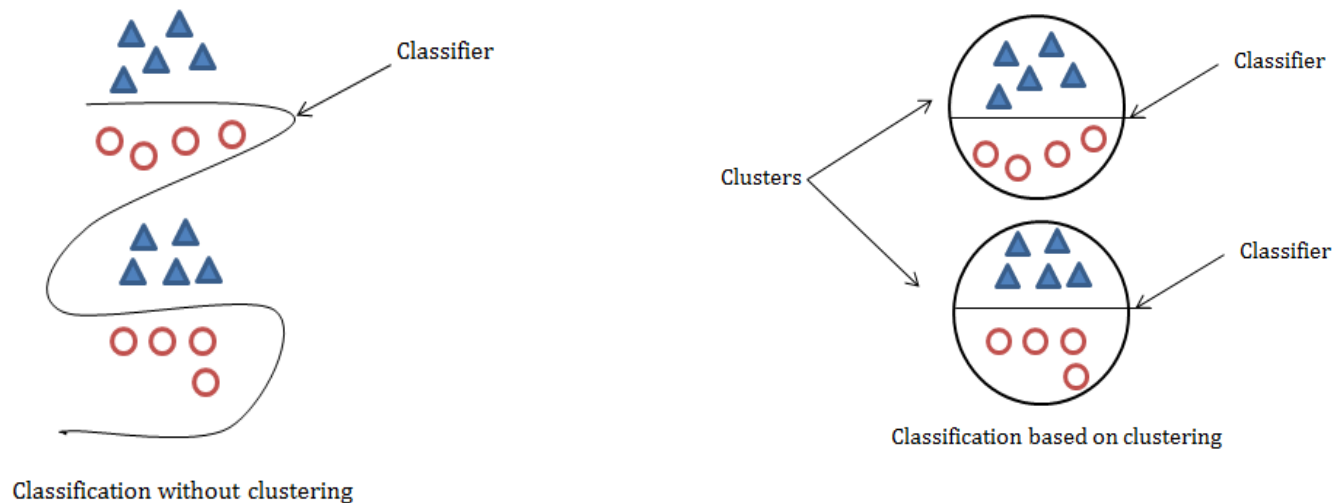 Classifier
Classification without clustering
Clusters
Classifier
Classifier
Classification based on clustering